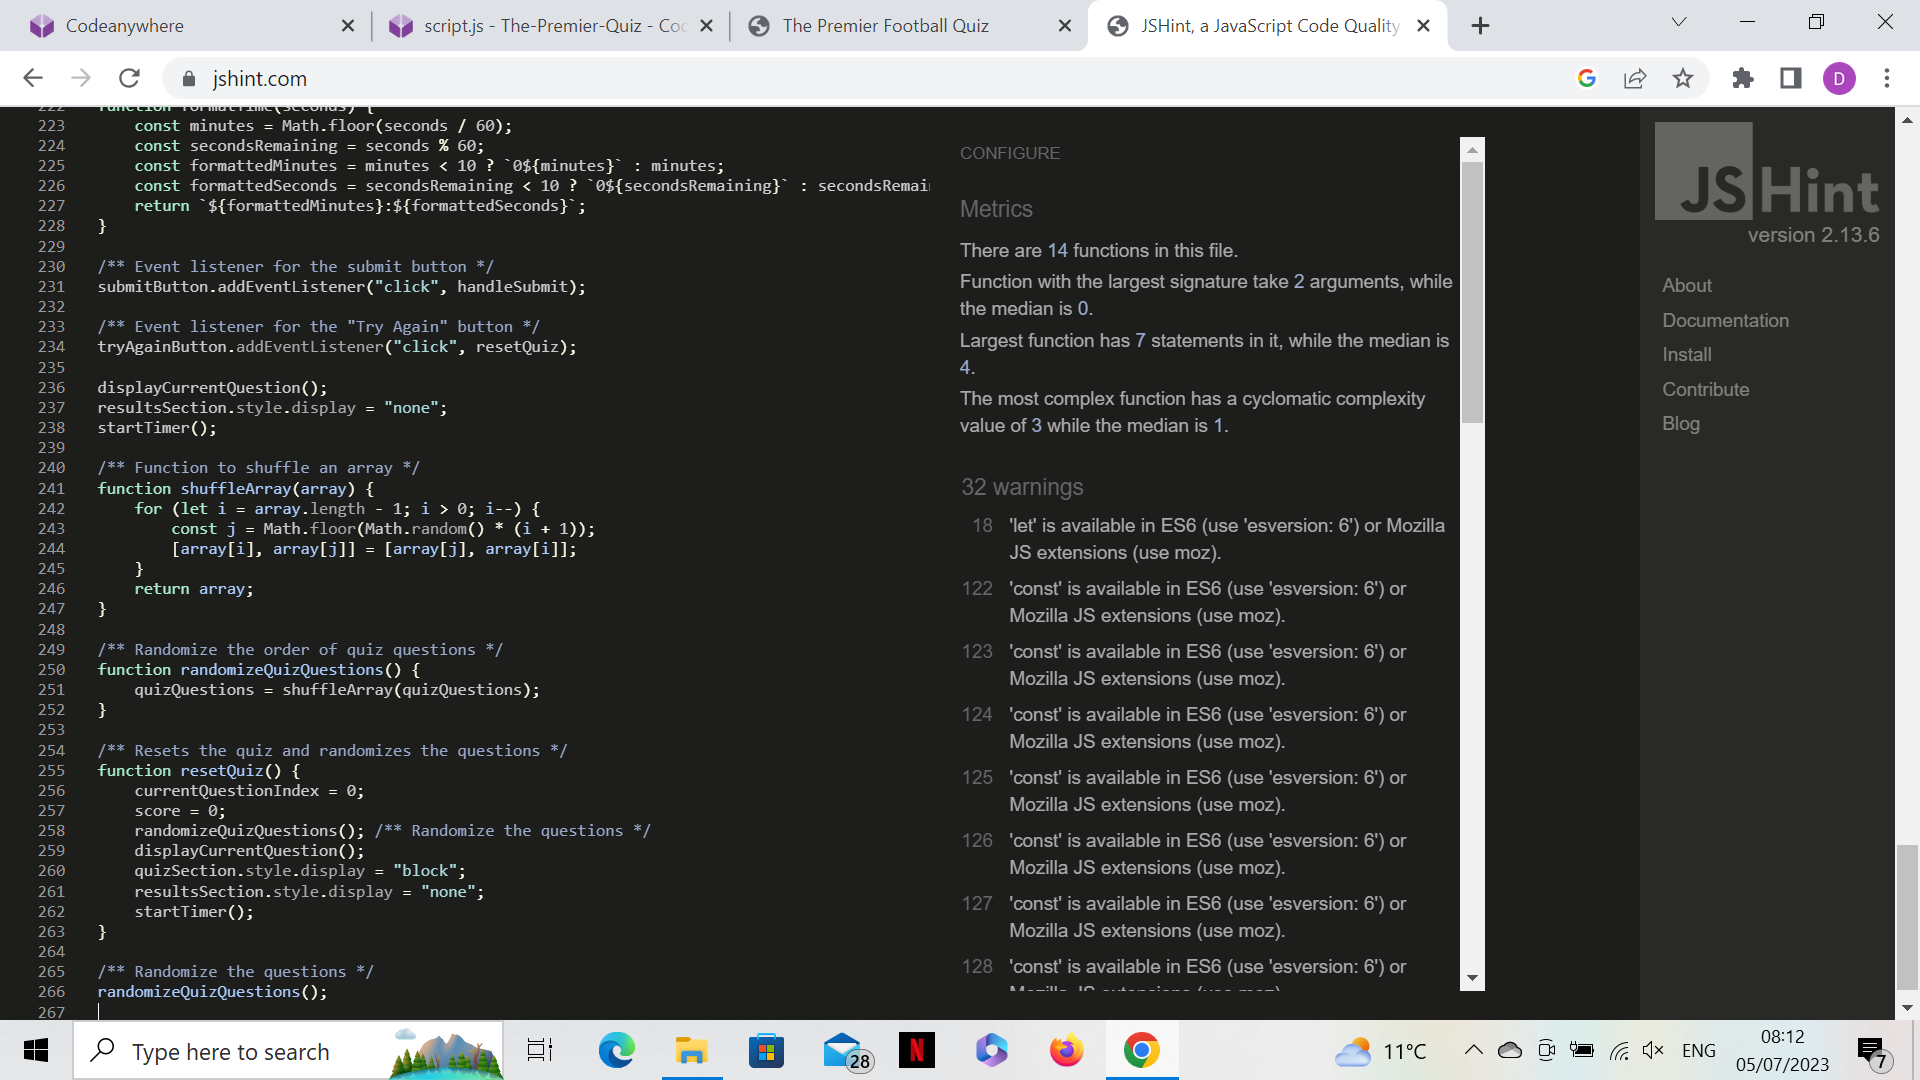 Codeanywhere
script.js - The-Premier-Quiz - Coc
The Premier Football Quiz
JSHint, a JavaScript Code Quality
jshint.com
D
222 function formatTime(seconds) {
223 const minutes = Math.floor(seconds / 60);
224 const secondsRemaining = seconds % 60;
225 const formattedMinutes = minutes < 10 ? `0${minutes}` : minutes;
226 const formattedSeconds = secondsRemaining < 10 ? `0${secondsRemaining}` : secondsRemai
227 return `${formattedMinutes}:${formattedSeconds}`;
228 }
229
230 /** Event listener for the submit button */
231 submitButton.addEventListener("click", handleSubmit);
232
233 /** Event listener for the "Try Again" button */
234 tryAgainButton.addEventListener("click", resetQuiz);
235
236 displayCurrentQuestion();
237 resultsSection.style.display = "none";
238 startTimer();
239
240 /** Function to shuffle an array */
241 function shuffleArray(array) {
242 for (let i = array.length - 1; i > 0; i--) {
243 const j = Math.floor(Math.random() * (i + 1));
244 [array[i], array[j]] = [array[j], array[i]];
245 }
246 return array;
247 }
248
249 /** Randomize the order of quiz questions */
250 function randomizeQuizQuestions() {
251 quizQuestions = shuffleArray(quizQuestions);
252 }
253
254 /** Resets the quiz and randomizes the questions */
255 function resetQuiz() {
256 currentQuestionIndex = 0;
257 score = 0;
258 randomizeQuizQuestions(); /** Randomize the questions */
259 displayCurrentQuestion();
260 quizSection.style.display = "block";
261 resultsSection.style.display = "none";
262 startTimer();
263 }
264
265 /** Randomize the questions */
266 randomizeQuizQuestions();
267
CONFIGURE
Metrics
There are 14 functions in this file.
Function with the largest signature take 2 arguments, while
the median is 0.
Largest function has 7 statements in it, while the median is
4.
The most complex function has a cyclomatic complexity
value of 3 while the median is 1.
32 warnings
18 'let' is available in ES6 (use 'esversion: 6') or Mozilla
JS extensions (use moz).
122 'const' is available in ES6 (use 'esversion: 6') or
Mozilla JS extensions (use moz).
123 'const' is available in ES6 (use 'esversion: 6') or
Mozilla JS extensions (use moz).
124 'const' is available in ES6 (use 'esversion: 6') or
Mozilla JS extensions (use moz).
125 'const' is available in ES6 (use 'esversion: 6') or
Mozilla JS extensions (use moz).
126 'const' is available in ES6 (use 'esversion: 6') or
Mozilla JS extensions (use moz).
127 'const' is available in ES6 (use 'esversion: 6') or
Mozilla JS extensions (use moz).
128 'const' is available in ES6 (use 'esversion: 6') or
Mozilla JS extensions (use moz).
JSHint
version 2.13.6
About
Documentation
Install
Contribute
Blog
Type here to search
28
N
11°C
ENG
08:12
05/07/2023
7